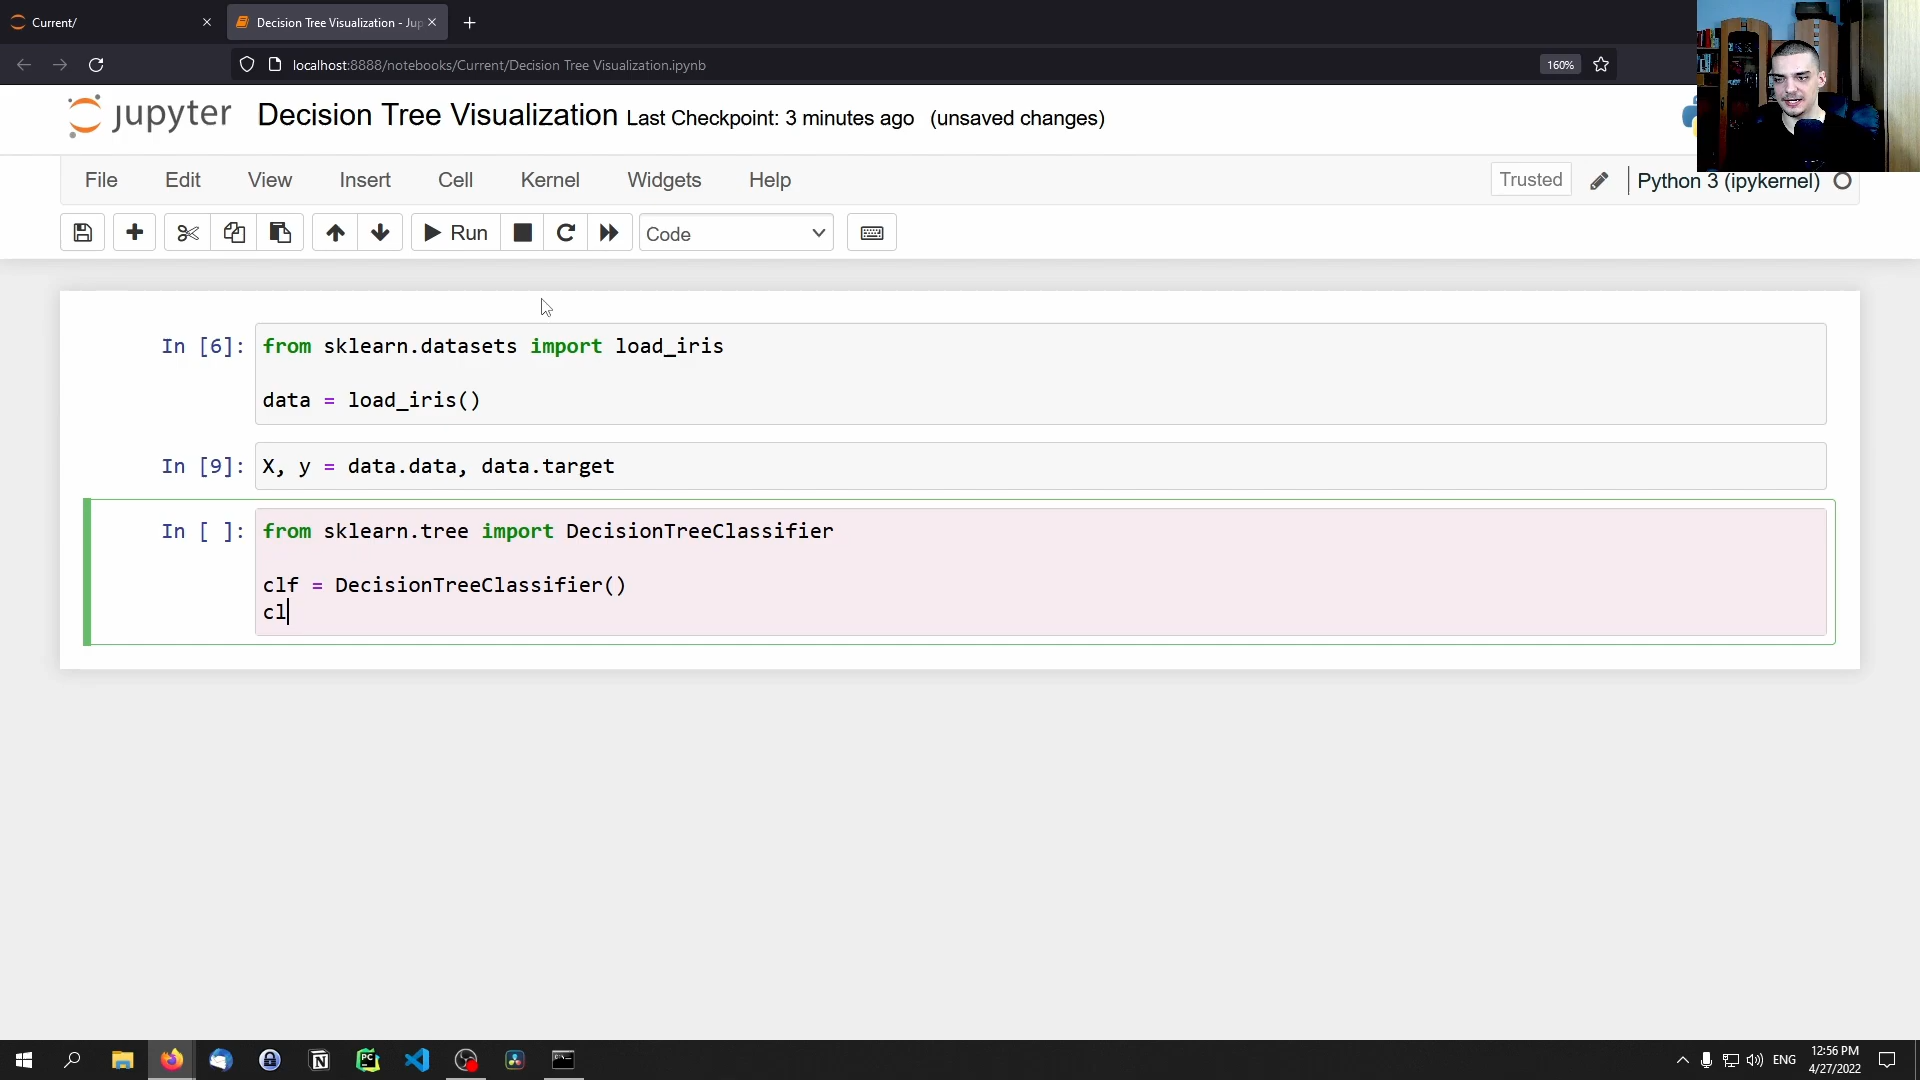 Current/
Decision Tree Visualization - Jup
localhost:8888/notebooks/Current/Decision Tree Visualization.ipynb
160%
jupyter
Decision Tree Visualization Last Checkpoint: 3 minutes ago (unsaved changes)
File Edit View Insert Cell Kernel Widgets Help
Trusted
Python 3 (ipykernel)
Run
Code
In [6]: from sklearn.datasets import load_iris
data = load_iris()
In [9]: X, y = data.data, data.target
In [ ]: from sklearn.tree import DecisionTreeClassifier
clf = DecisionTreeClassifier()
cl
ENG
12:56 PM
4/27/2022